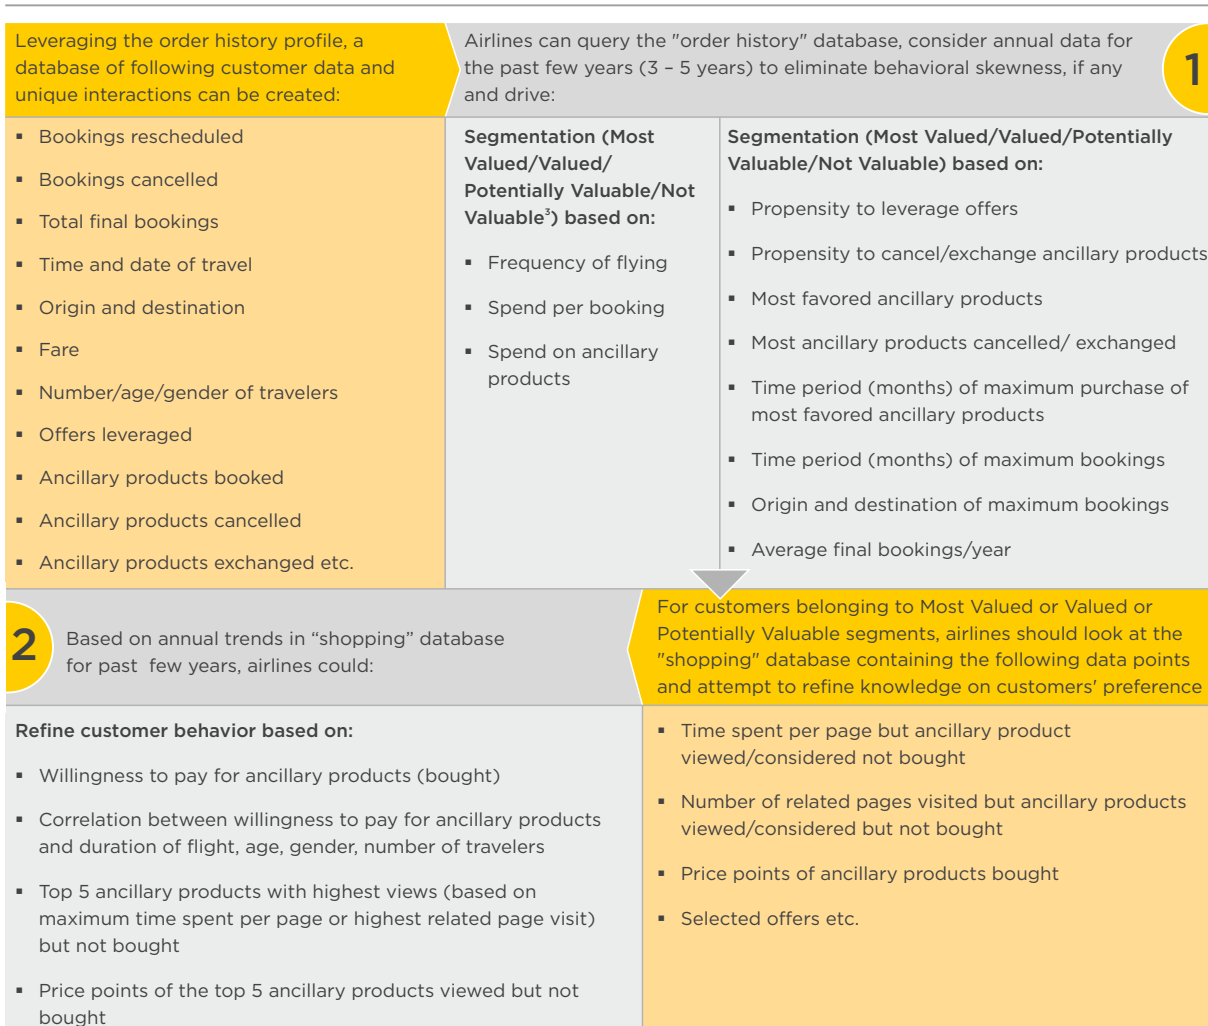 Leveraging the order history profile, a
database of following customer data and
unique interactions can be created:
Airlines can query the "order history" database, consider annual data for
the past few years (3 – 5 years) to eliminate behavioral skewness, if any
and drive:
1
▪ Bookings rescheduled
▪ Bookings cancelled
▪ Total final bookings
▪ Time and date of travel
▪ Origin and destination
▪ Fare
▪ Number/age/gender of travelers
▪ Offers leveraged
▪ Ancillary products booked
▪ Ancillary products cancelled
▪ Ancillary products exchanged etc.
Segmentation (Most
Valued/Valued/
Potentially Valuable/Not
Valuable³) based on:
▪ Frequency of flying
▪ Spend per booking
▪ Spend on ancillary
products
Segmentation (Most Valued/Valued/Potentially
Valuable/Not Valuable) based on:
▪ Propensity to leverage offers
▪ Propensity to cancel/exchange ancillary products
▪ Most favored ancillary products
▪ Most ancillary products cancelled/ exchanged
▪ Time period (months) of maximum purchase of
most favored ancillary products
▪ Time period (months) of maximum bookings
▪ Origin and destination of maximum bookings
▪ Average final bookings/year
For customers belonging to Most Valued or Valued or
Potentially Valuable segments, airlines should look at the
"shopping" database containing the following data points
and attempt to refine knowledge on customers' preference
▪ Time spent per page but ancillary product
viewed/considered not bought
▪ Number of related pages visited but ancillary products
viewed/considered but not bought
▪ Price points of ancillary products bought
▪ Selected offers etc.
2
Based on annual trends in “shopping” database
for past few years, airlines could:
Refine customer behavior based on:
▪ Willingness to pay for ancillary products (bought)
▪ Correlation between willingness to pay for ancillary products
and duration of flight, age, gender, number of travelers
▪ Top 5 ancillary products with highest views (based on
maximum time spent per page or highest related page visit)
but not bought
▪ Price points of the top 5 ancillary products viewed but not
bought